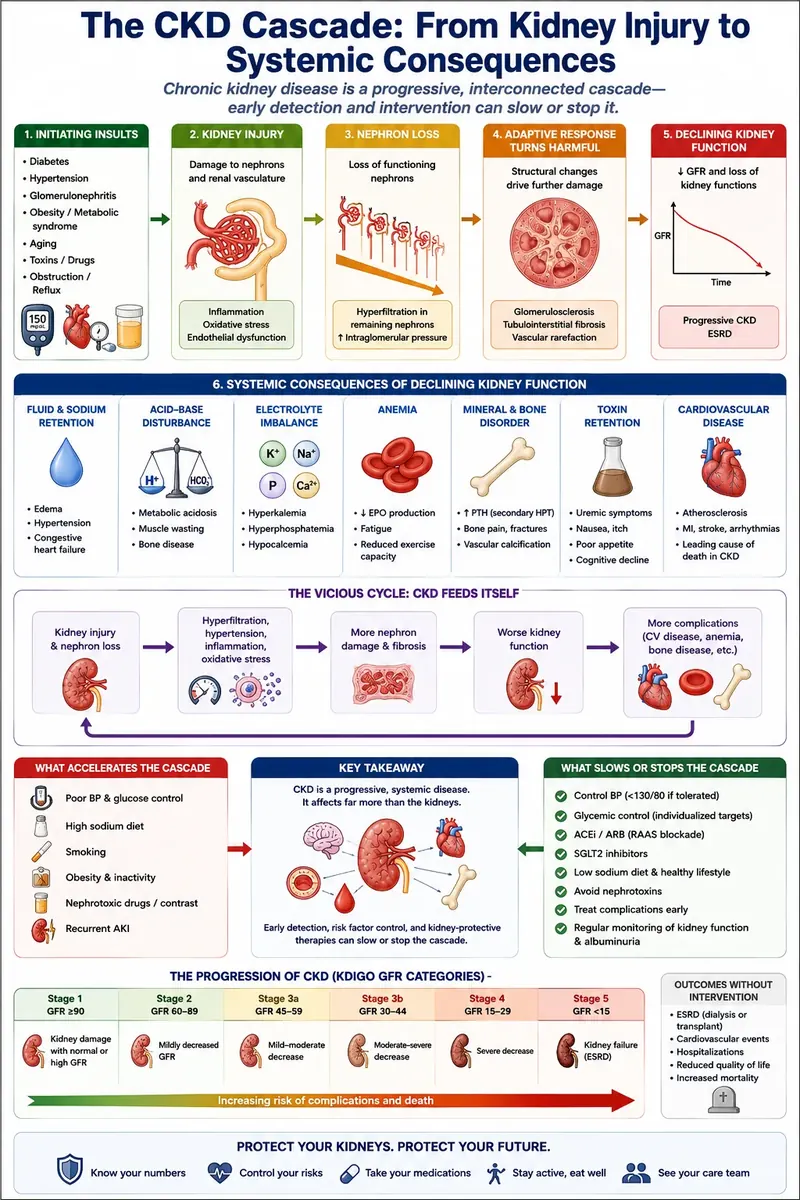 The CKD Cascade: From Kidney Injury to
Systemic Consequences
Chronic kidney disease is a progressive, interconnected cascade—
early detection and intervention can slow or stop it.
1. INITIATING INSULTS
• Diabetes
• Hypertension
• Glomerulonephritis
• Obesity / Metabolic
syndrome
• Aging
• Toxins / Drugs
• Obstruction /
Reflux
150
2. KIDNEY INJURY
Damage to nephrons
and renal vasculature
Inflammation
Oxidative stress
Endothelial dysfunction
3. NEPHRON LOSS
Loss of functioning
nephrons
Hyperfiltration in
remaining nephrons
↑ Intraglomerular pressure
4. ADAPTIVE RESPONSE
TURNS HARMFUL
Structural changes
drive further damage
Glomerulosclerosis
Tubulointerstitial fibrosis
Vascular rarefaction
5. DECLINING KIDNEY
FUNCTION
↓ GFR and loss of
kidney functions
GFR
Time
Progressive CKD
ESRD
6. SYSTEMIC CONSEQUENCES OF DECLINING KIDNEY FUNCTION
FLUID & SODIUM
RETENTION
• Edema
• Hypertension
• Congestive
heart failure
ACID–BASE
DISTURBANCE
H⁺
HCO₃⁻
• Metabolic acidosis
• Muscle wasting
• Bone disease
ELECTROLYTE
IMBALANCE
K⁺ Na⁺
P Ca²⁺
• Hyperkalemia
• Hyperphosphatemia
• Hypocalcemia
ANEMIA
• ↓ EPO production
• Fatigue
• Reduced exercise
capacity
MINERAL & BONE
DISORDER
• ↑ PTH (secondary HPT)
• Bone pain, fractures
• Vascular calcification
TOXIN
RETENTION
• Uremic symptoms
• Nausea, itch
• Poor appetite
• Cognitive decline
CARDIOVASCULAR
DISEASE
• Atherosclerosis
• MI, stroke, arrhythmias
• Leading cause of
death in CKD
THE VICIOUS CYCLE: CKD FEEDS ITSELF
Kidney injury
& nephron loss
Hyperfiltration,
hypertension,
inflammation,
oxidative stress
More nephron
damage & fibrosis
Worse kidney
function
More complications
(CV disease, anemia,
bone disease, etc.)
WHAT ACCELERATES THE CASCADE
Poor BP & glucose control
High sodium diet
Smoking
Obesity & inactivity
Nephrotoxic drugs / contrast
Recurrent AKI
KEY TAKEAWAY
CKD is a progressive, systemic disease.
It affects far more than the kidneys.
Early detection, risk factor control, and kidney-protective
therapies can slow or stop the cascade.
WHAT SLOWS OR STOPS THE CASCADE
Control BP (<130/80 if tolerated)
Glycemic control (individualized targets)
ACEi / ARB (RAAS blockade)
SGLT2 inhibitors
Low sodium diet & healthy lifestyle
Avoid nephrotoxins
Treat complications early
Regular monitoring of kidney function
& albuminuria
THE PROGRESSION OF CKD (KDIGO GFR CATEGORIES) -
Stage 1
GFR ≥90
Kidney damage
with normal or
high GFR
Stage 2
GFR 60–89
Mildly decreased
GFR
Stage 3a
GFR 45–59
Mild–moderate
decrease
Stage 3b
GFR 30–44
Moderate–severe
decrease
Stage 4
GFR 15–29
Severe decrease
Stage 5
GFR <15
Kidney failure
(ESRD)
Increasing risk of complications and death
OUTCOMES WITHOUT
INTERVENTION
• ESRD (dialysis or
transplant)
• Cardiovascular events
• Hospitalizations
• Reduced quality of life
• Increased mortality
PROTECT YOUR KIDNEYS. PROTECT YOUR FUTURE.
Know your numbers
Control your risks
Take your medications
Stay active, eat well
See your care team